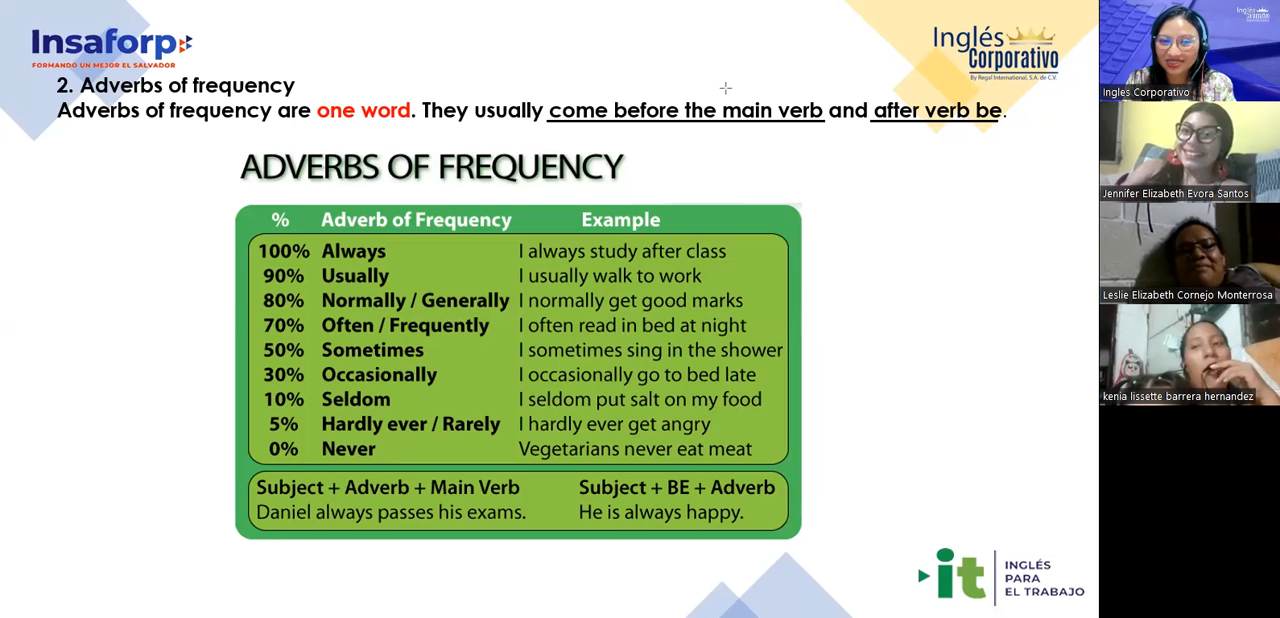 Insaforp
FORMANDO UN MEJOR EL SALVADOR
Inglés
Corporativo
By Regal International, S.A. de C.V.
2. Adverbs of frequency
Adverbs of frequency are one word. They usually come before the main verb and after verb be.
ADVERBS OF FREQUENCY
% Adverb of Frequency Example
100% Always I always study after class
90% Usually I usually walk to work
80% Normally / Generally I normally get good marks
70% Often / Frequently I often read in bed at night
50% Sometimes I sometimes sing in the shower
30% Occasionally I occasionally go to bed late
10% Seldom I seldom put salt on my food
5% Hardly ever / Rarely I hardly ever get angry
0% Never Vegetarians never eat meat
Subject + Adverb + Main Verb Subject + BE + Adverb
Daniel always passes his exams. He is always happy.
it
INGLÉS
PARA
EL TRABAJO
Inglés
Ingles Corporativo
Jennifer Elizabeth Evora Santos
Leslie Elizabeth Cornejo Monterrosa
kenia lissette barrera hernandez